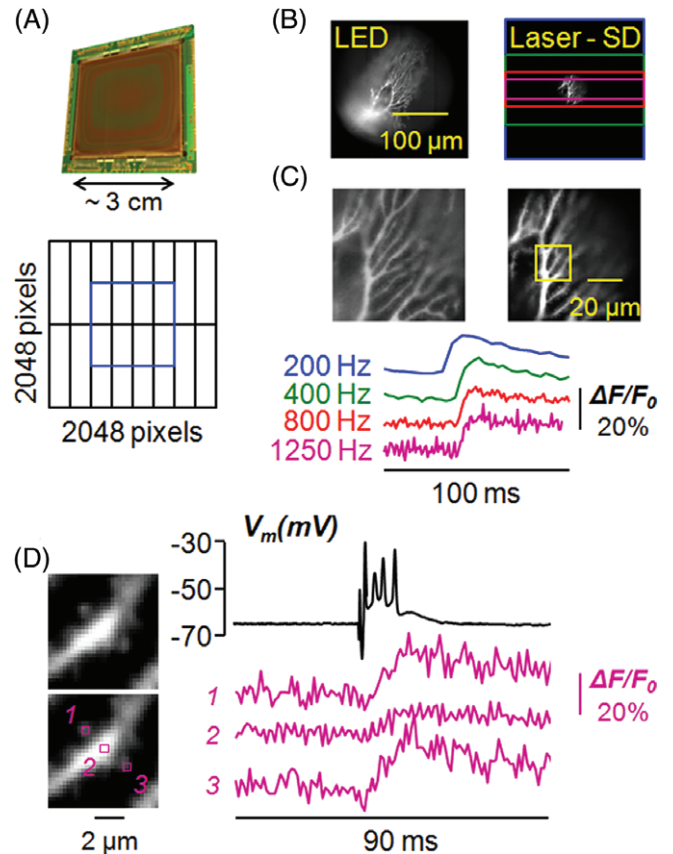 (A)
~ 3 cm
2048 pixels
2048 pixels
(B)
LED
100 µm
Laser - SD
(C)
20 µm
200 Hz
400 Hz
800 Hz
1250 Hz
ΔF/F0
20%
100 ms
(D)
Vm(mV)
-30
-50
-70
1
2
3
2 µm
1
2
3
ΔF/F0
20%
90 ms